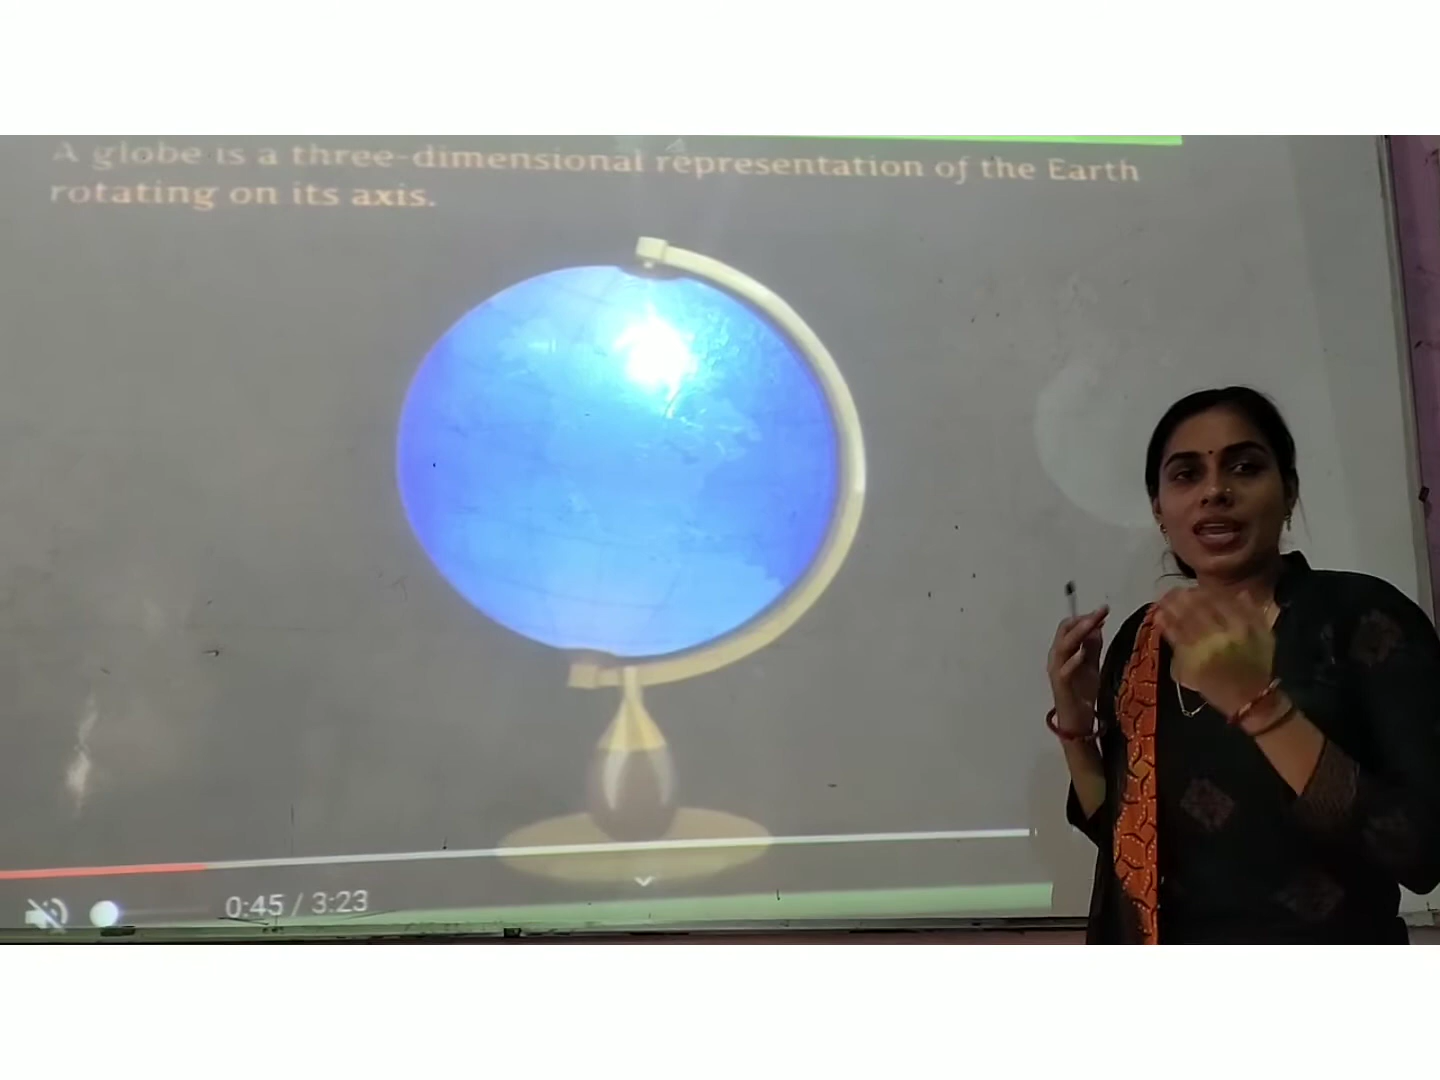 A globe is a three-dimensional representation of the Earth
rotating on its axis.
0:45 / 3:23